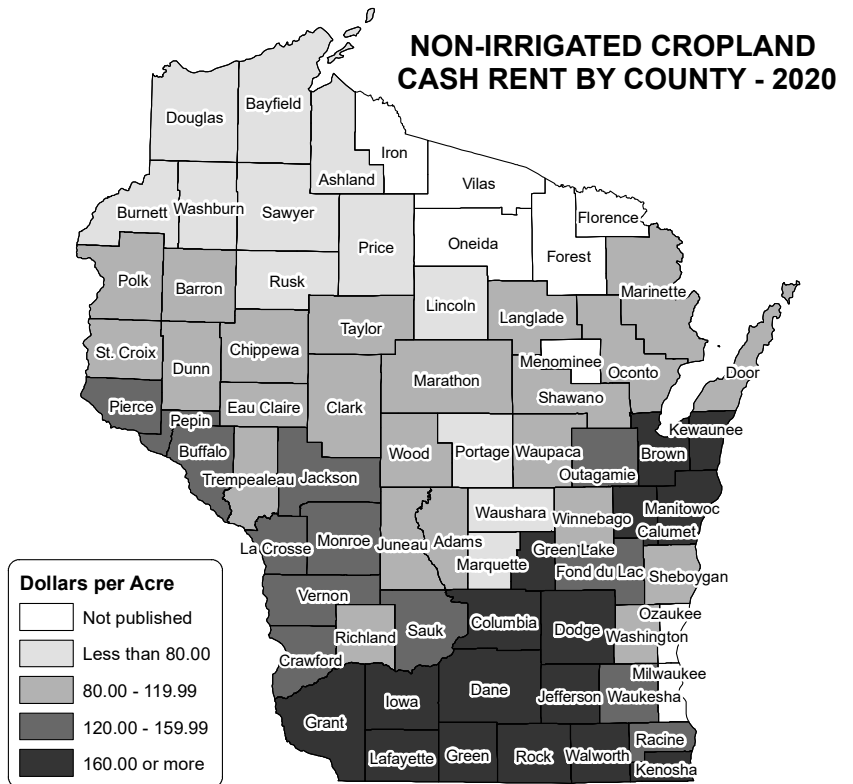 NON-IRRIGATED CROPLAND
CASH RENT BY COUNTY - 2020
Douglas
Bayfield
Iron
Ashland
Vilas
Burnett
Washburn
Sawyer
Florence
Price
Oneida
Forest
Polk
Barron
Rusk
Marinette
Lincoln
Langlade
Taylor
St. Croix
Chippewa
Dunn
Menominee
Oconto
Door
Marathon
Shawano
Pierce
Eau Claire
Clark
Pepin
Kewaunee
Buffalo
Wood
Portage
Waupaca
Brown
Outagamie
Trempealeau
Jackson
Waushara
Winnebago
Manitowoc
Calumet
La Crosse
Monroe
Juneau
Adams
Green Lake
Marquette
Fond du Lac
Sheboygan
Vernon
Ozaukee
Richland
Sauk
Columbia
Dodge
Washington
Crawford
Milwaukee
Dane
Jefferson
Waukesha
Iowa
Grant
Racine
Lafayette
Green
Rock
Walworth
Kenosha
Dollars per Acre
Not published
Less than 80.00
80.00 - 119.99
120.00 - 159.99
160.00 or more